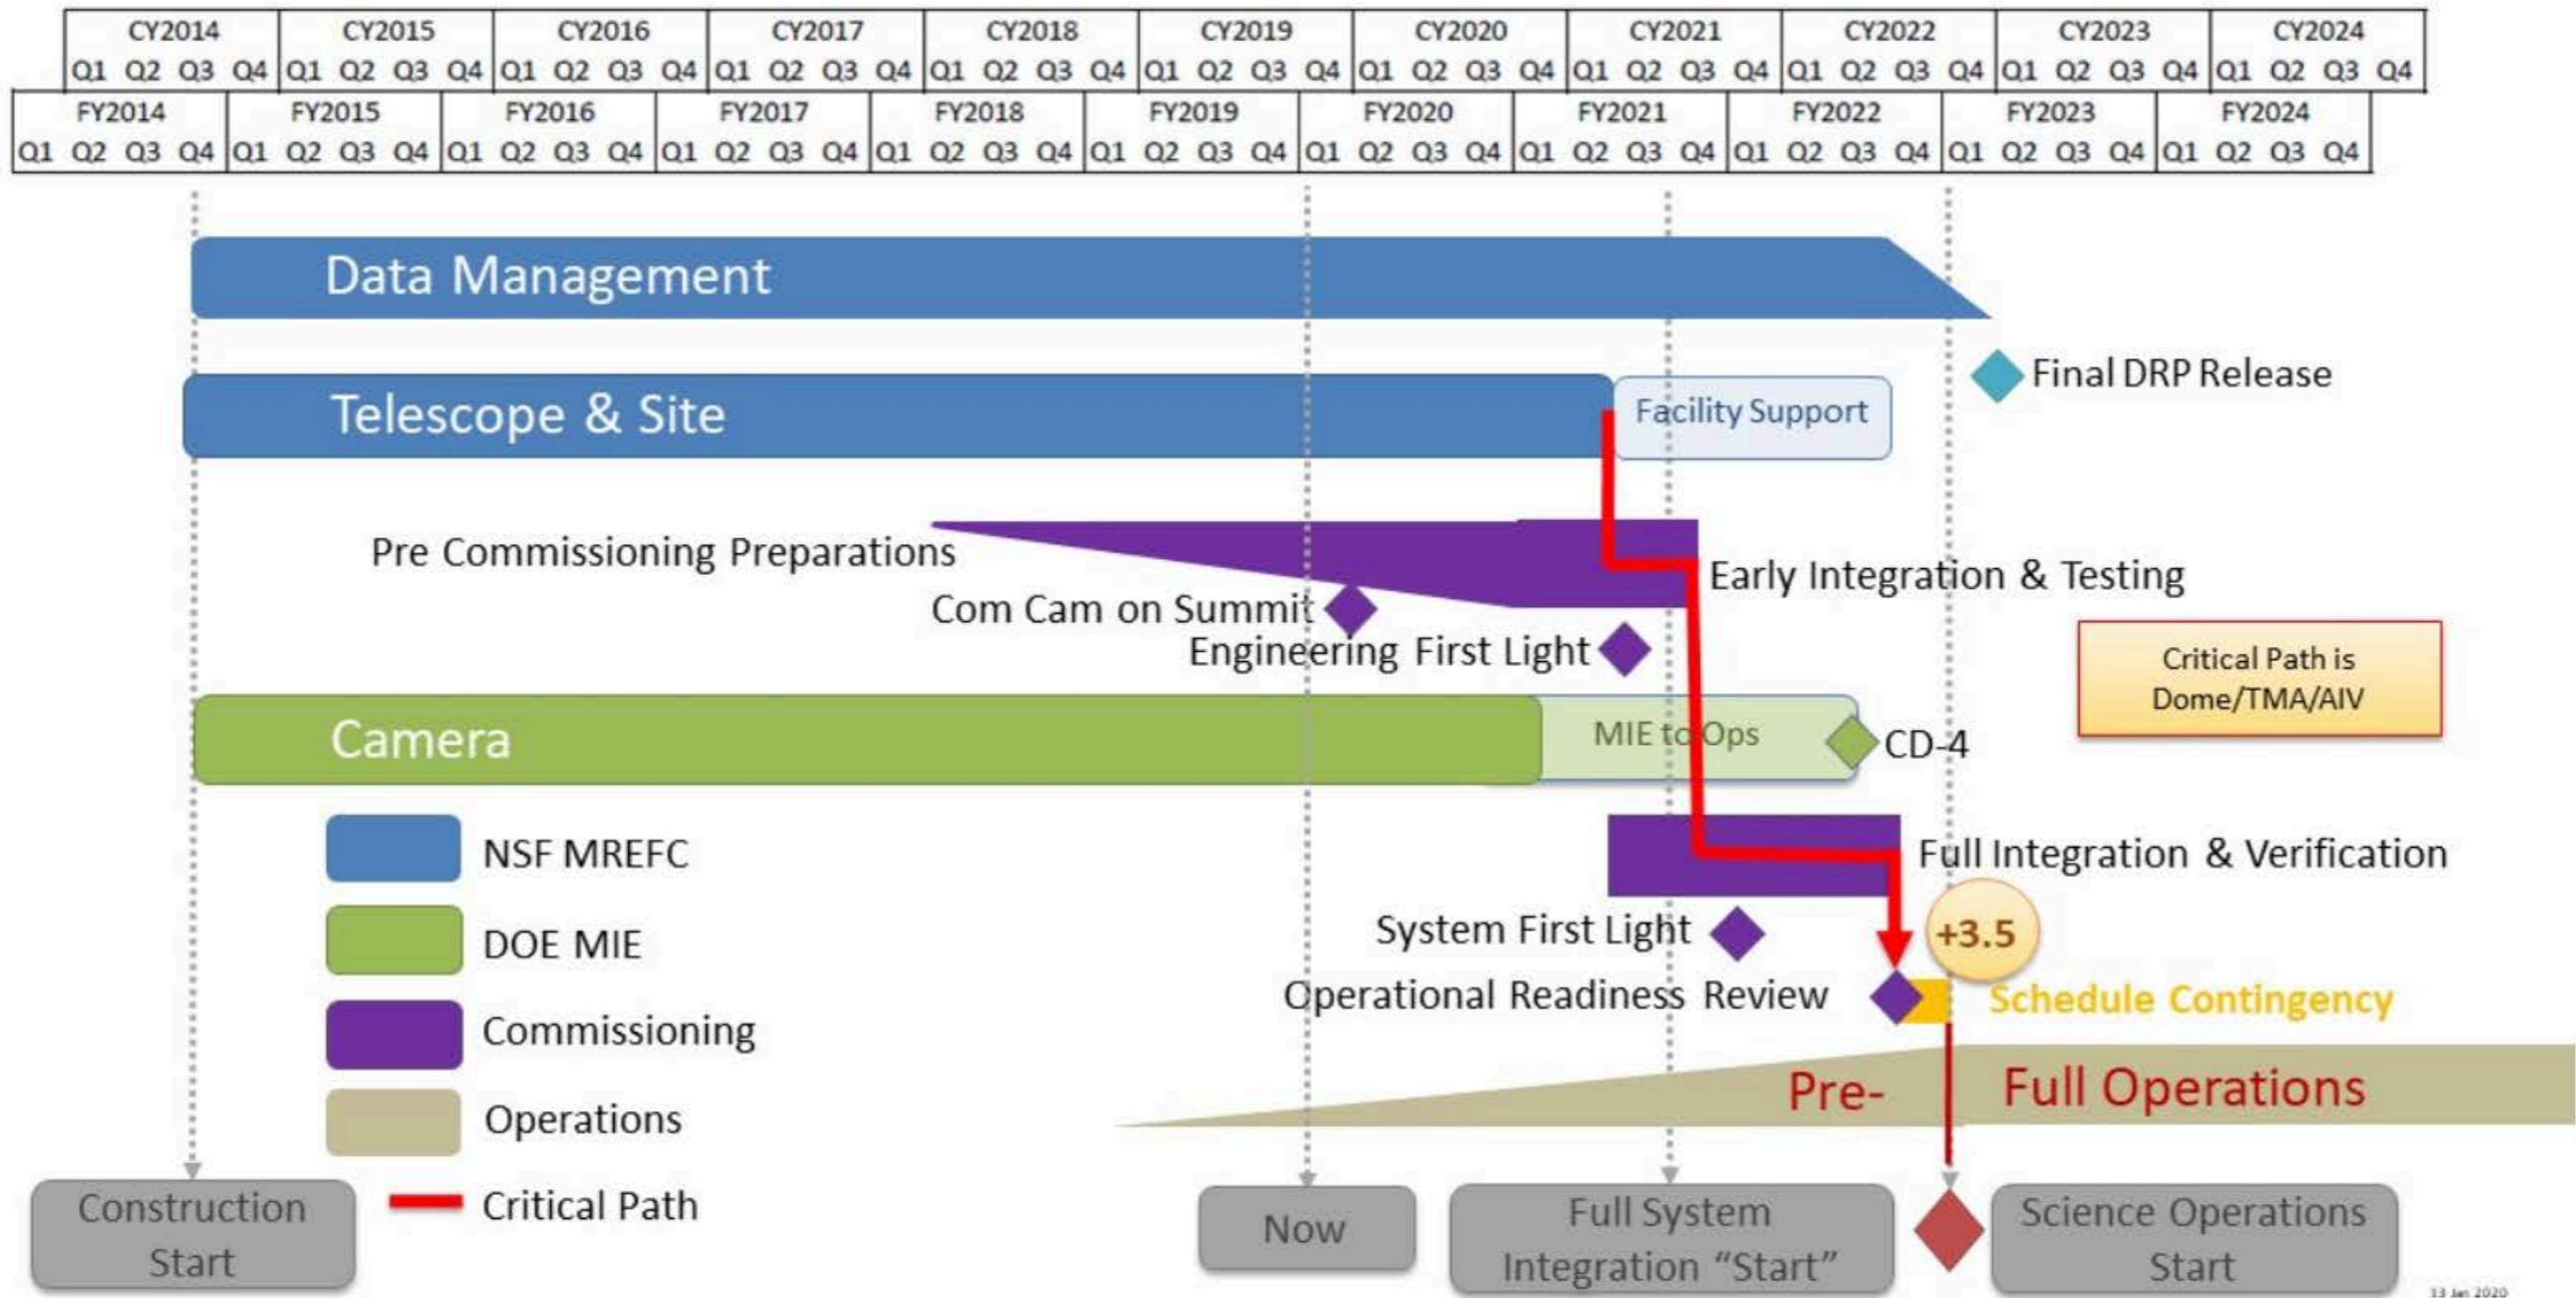 CY2014 CY2015 CY2016 CY2017 CY2018 CY2019 CY2020 CY2021 CY2022 CY2023 CY2024
Q1 Q2 Q3 Q4 Q1 Q2 Q3 Q4 Q1 Q2 Q3 Q4 Q1 Q2 Q3 Q4 Q1 Q2 Q3 Q4 Q1 Q2 Q3 Q4 Q1 Q2 Q3 Q4 Q1 Q2 Q3 Q4 Q1 Q2 Q3 Q4 Q1 Q2 Q3 Q4 Q1 Q2 Q3 Q4
FY2014 FY2015 FY2016 FY2017 FY2018 FY2019 FY2020 FY2021 FY2022 FY2023 FY2024
Q1 Q2 Q3 Q4 Q1 Q2 Q3 Q4 Q1 Q2 Q3 Q4 Q1 Q2 Q3 Q4 Q1 Q2 Q3 Q4 Q1 Q2 Q3 Q4 Q1 Q2 Q3 Q4 Q1 Q2 Q3 Q4 Q1 Q2 Q3 Q4 Q1 Q2 Q3 Q4 Q1 Q2 Q3 Q4
Data Management
Final DRP Release
Telescope & Site
Facility Support
Pre Commissioning Preparations
Early Integration & Testing
Com Cam on Summit
Engineering First Light
Critical Path is
Dome/TMA/AIV
Camera
MIE to Ops
CD-4
NSF MREFC
Full Integration & Verification
DOE MIE
System First Light
+3.5
Operational Readiness Review
Schedule Contingency
Commissioning
Pre-
Full Operations
Operations
Critical Path
Construction
Start
Now
Full System
Integration “Start”
Science Operations
Start
13 Jan 2020